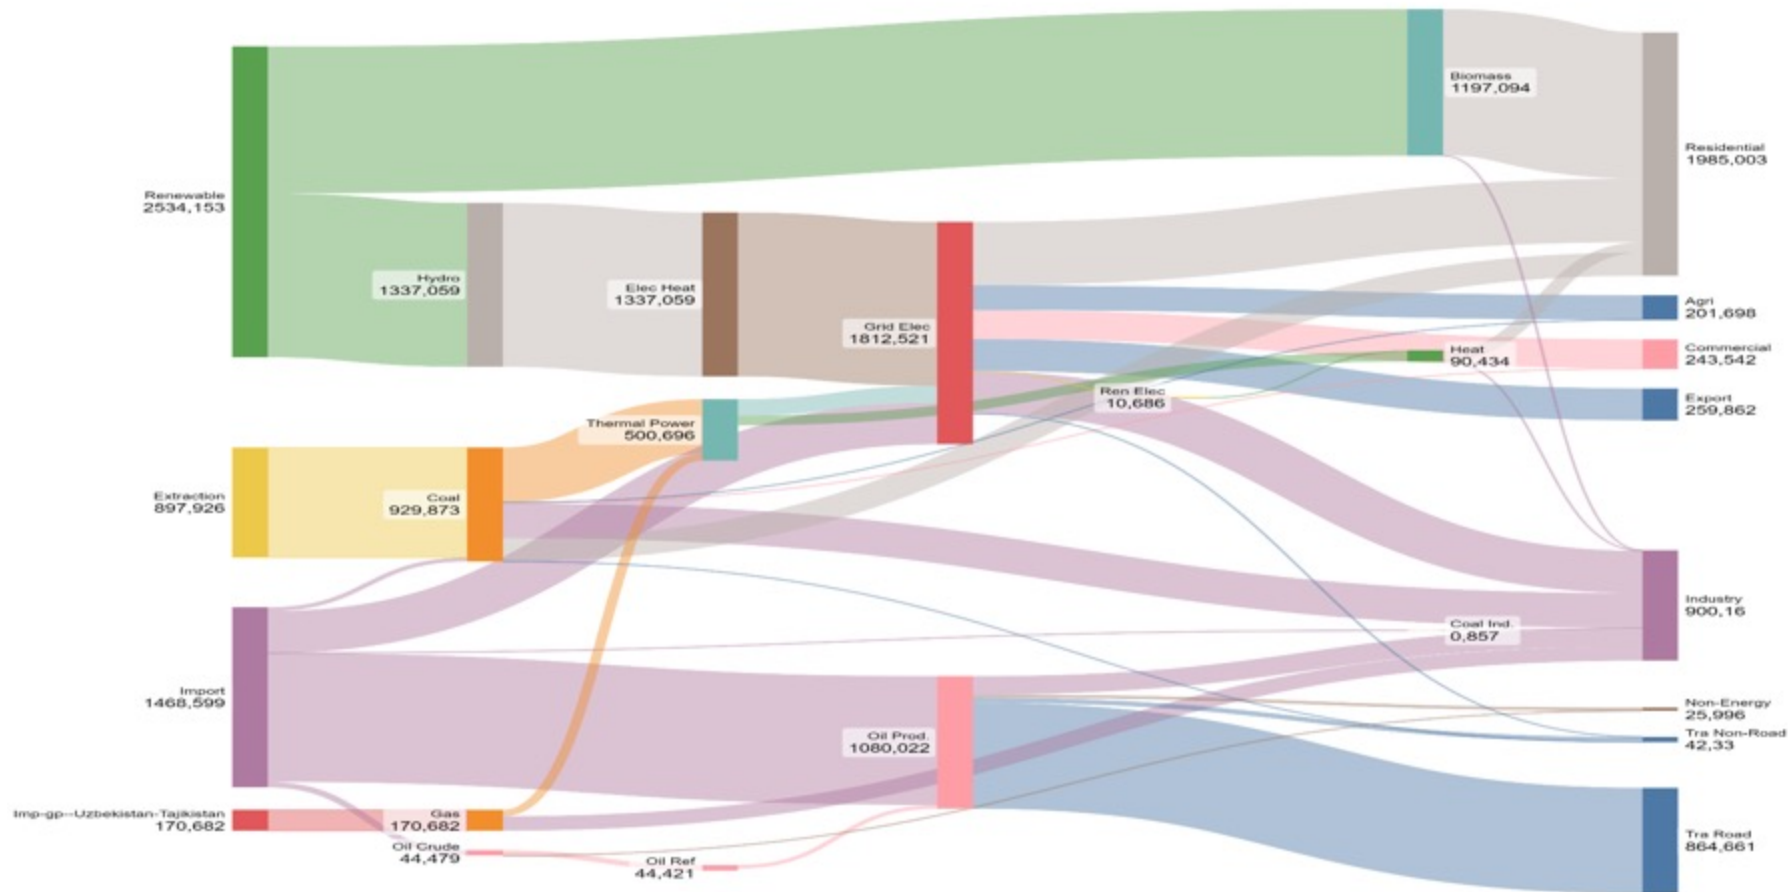 Biomass
1197,094
Residential
1985,003
Renewable
2534,153
Hydro
1337,059
Elec Heat
1337,059
Grid Elec
1812,521
Agri
201,698
Commercial
243,542
Heat
90,434
Ren Elec
10,686
Export
259,862
Thermal Power
500,696
Extraction
897,926
Coal
929,873
Industry
900,16
Coal Ind.
0,857
Import
1468,599
Oil Prod.
1080,022
Non-Energy
25,996
Tra Non-Road
42,33
Imp-gp--Uzbekistan-Tajikistan
170,682
Gas
170,682
Oil Crude
44,479
Oil Ref
44,421
Tra Road
864,661